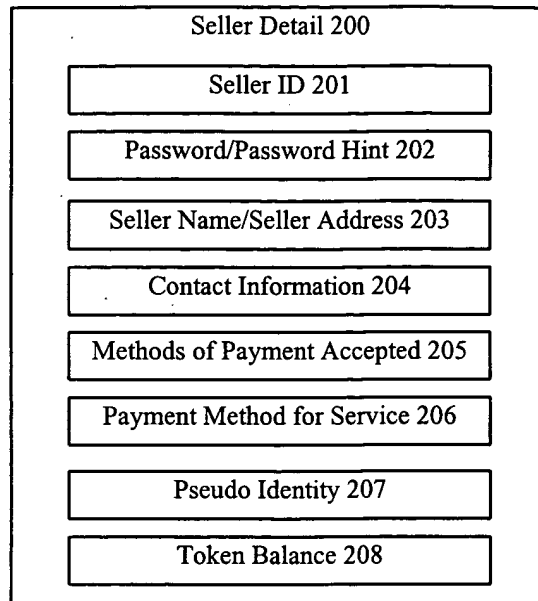 Seller Detail 200
Seller ID 201
Password/Password Hint 202
Seller Name/Seller Address 203
Contact Information 204
Methods of Payment Accepted 205
Payment Method for Service 206
Pseudo Identity 207
Token Balance 208